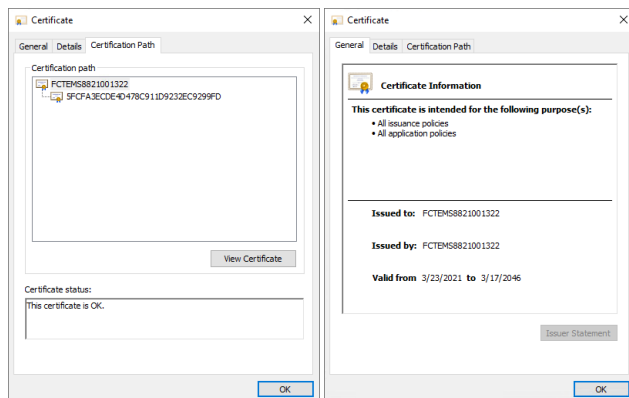 Certificate
General Details Certification Path
Certification path
FCTEMS8821001322
5FCFA3ECDE4D478C911D9232EC9299FD
View Certificate
Certificate status:
This certificate is OK.
OK
Certificate
General Details Certification Path
Certificate Information
This certificate is intended for the following purpose(s):
• All issuance policies
• All application policies
Issued to: FCTEMS8821001322
Issued by: FCTEMS8821001322
Valid from 3/23/2021 to 3/17/2046
Issuer Statement
OK